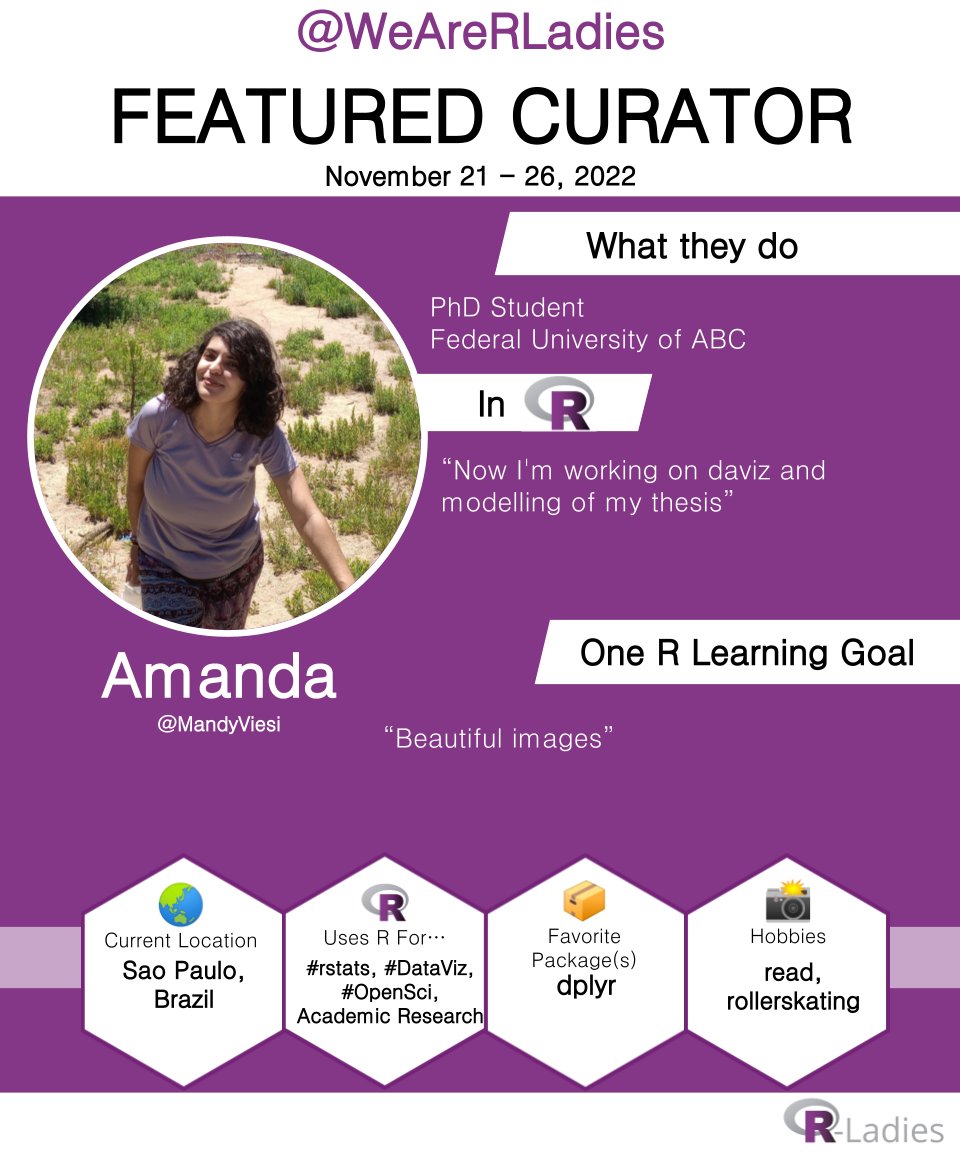 @WeAreRLadies
FEATURED CURATOR
November 21 – 26, 2022
What they do
PhD Student
Federal University of ABC
In R
“Now I'm working on daviz and
modelling of my thesis”
Amanda
@MandyViesi
One R Learning Goal
“Beautiful images”
Current Location
Sao Paulo,
Brazil
R
Uses R For…
#rstats, #DataViz,
#OpenSci,
Academic Research
Favorite
Package(s)
dplyr
Hobbies
read,
rollerskating
R-Ladies